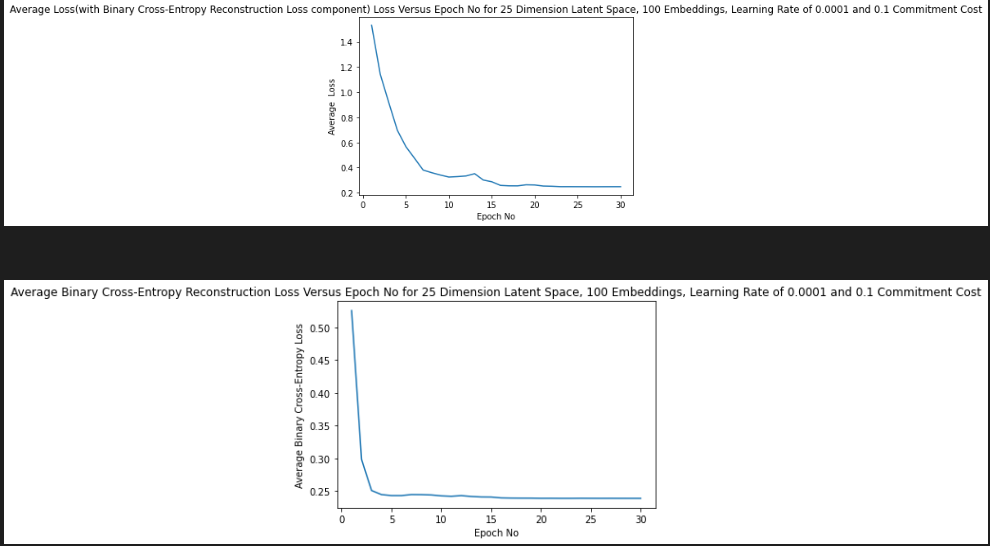 Average Loss(with Binary Cross-Entropy Reconstruction Loss component) Loss Versus Epoch No for 25 Dimension Latent Space, 100 Embeddings, Learning Rate of 0.0001 and 0.1 Commitment Cost
1.4
1.2
1.0
0.8
0.6
0.4
0.2
Average Loss
0 5 10 15 20 25 30
Epoch No
Average Binary Cross-Entropy Reconstruction Loss Versus Epoch No for 25 Dimension Latent Space, 100 Embeddings, Learning Rate of 0.0001 and 0.1 Commitment Cost
0.50
0.45
0.40
0.35
0.30
0.25
Average Binary Cross-Entropy Loss
0 5 10 15 20 25 30
Epoch No